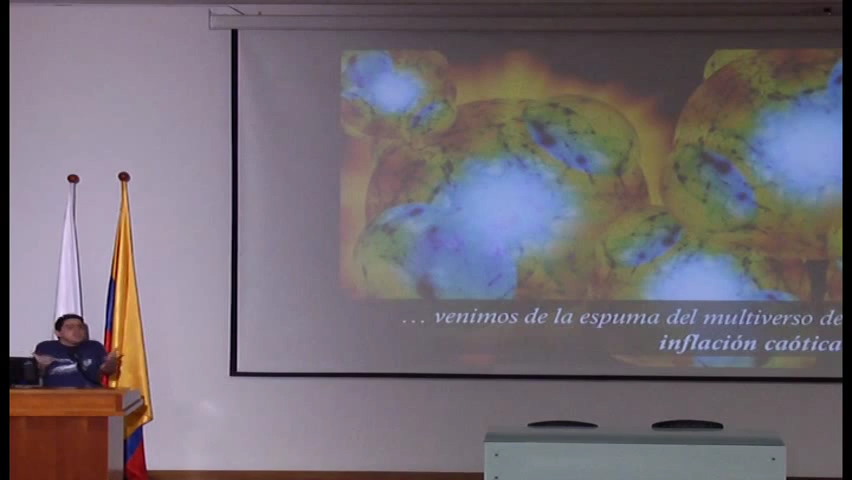 … venimos de la espuma del multiverso de
inflación caótica